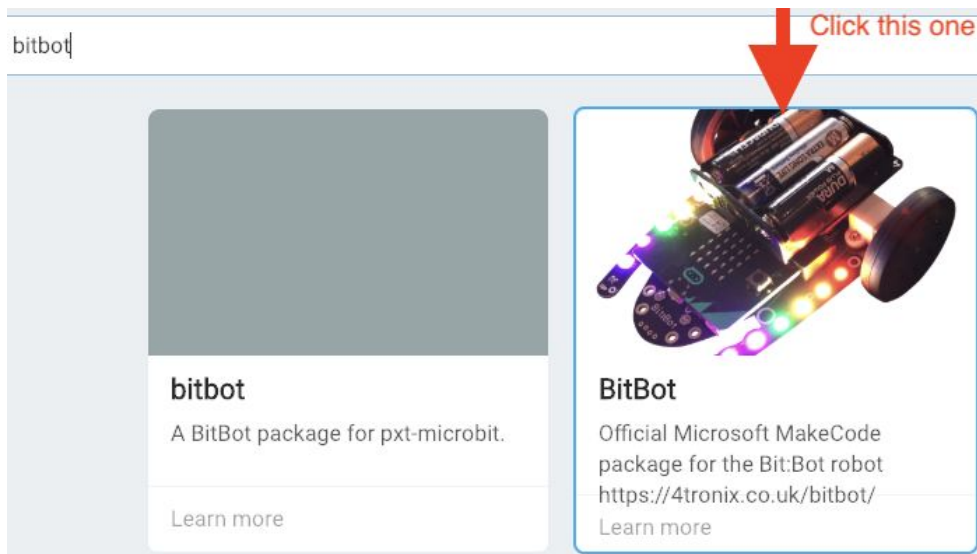 Click this one
bitbot
bitbot
A BitBot package for pxt-microbit.
Learn more
BitBot
Official Microsoft MakeCode
package for the Bit:Bot robot
https://4tronix.co.uk/bitbot/
Learn more